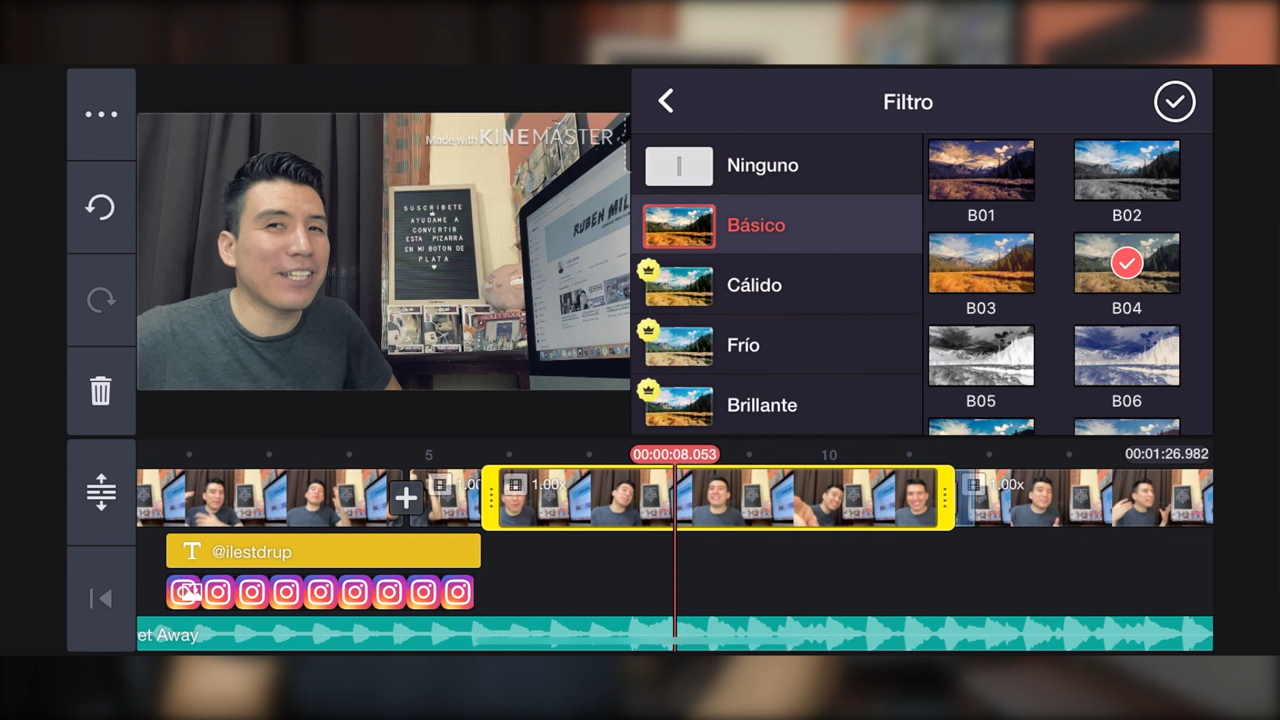 Made with KINEMASTER
SUSCRIBETE
AYUDAME A
CONVERTIR
ESTA PIZARRA
EN MI BOTON DE
PLATA
RUBEN MIL
Filtro
Ninguno
Básico
Cálido
Frío
Brillante
B01
B02
B03
B04
B05
B06
5
00:00:08.053
10
00:01:26.982
1.00
1.00x
1.00x
T @ilestdrup
et Away